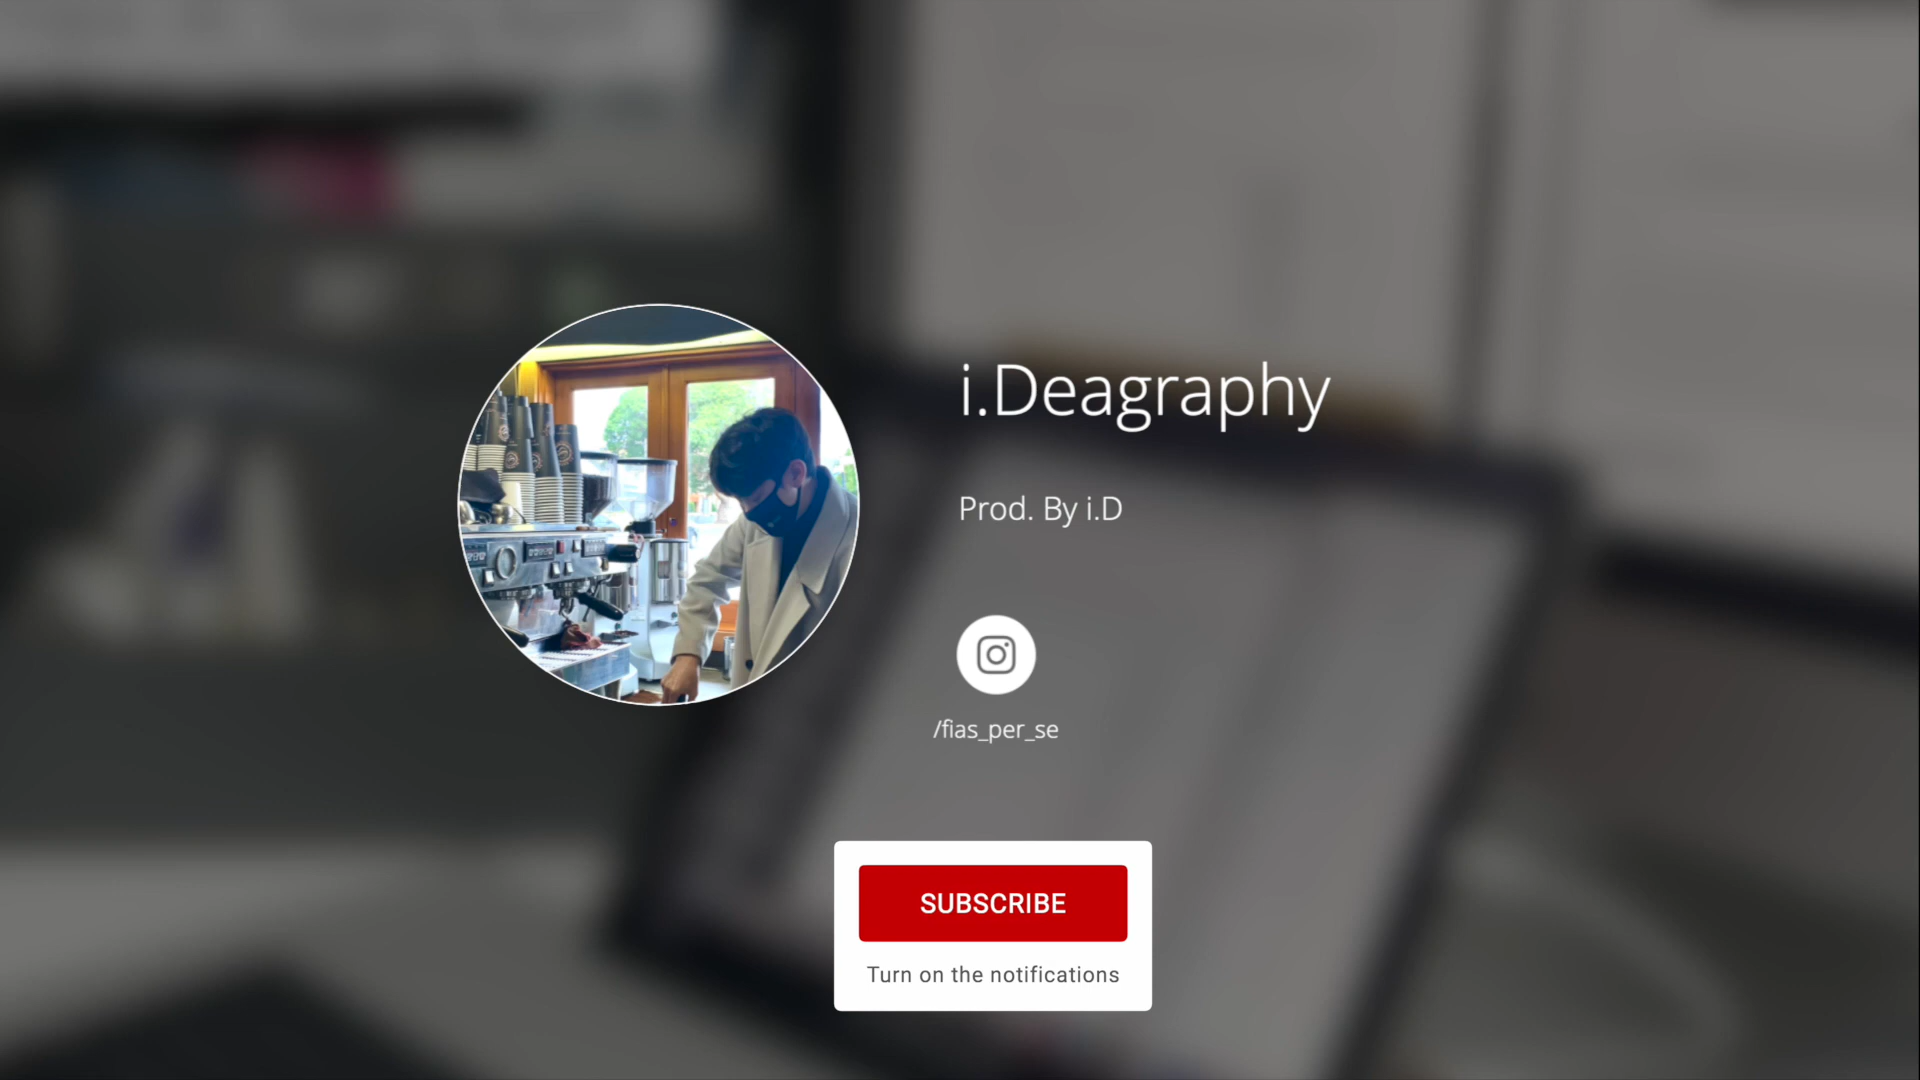 i.Deagraphy
Prod. By i.D
/fias_per_se
SUBSCRIBE
Turn on the notifications